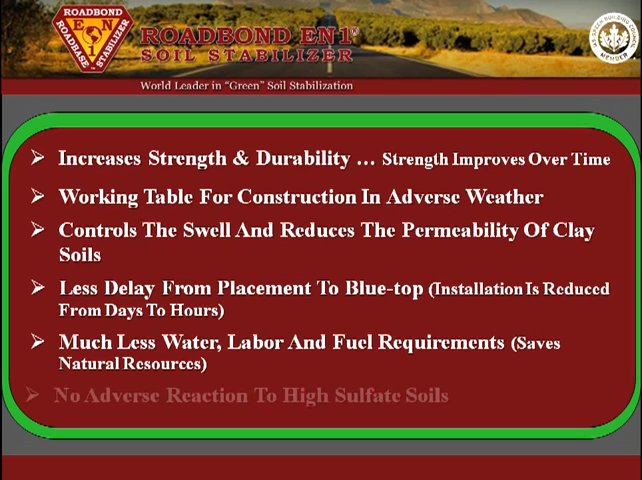 ROADBOND
EN 1
ROADBASE STABILIZER
ROADBOND EN1®
SOIL STABILIZER
World Leader in “Green” Soil Stabilization
MEMBER
➢ Increases Strength & Durability … Strength Improves Over Time
➢ Working Table For Construction In Adverse Weather
➢ Controls The Swell And Reduces The Permeability Of Clay
Soils
➢ Less Delay From Placement To Blue-top (Installation Is Reduced
From Days To Hours)
➢ Much Less Water, Labor And Fuel Requirements (Saves
Natural Resources)
➢ No Adverse Reaction To High Sulfate Soils